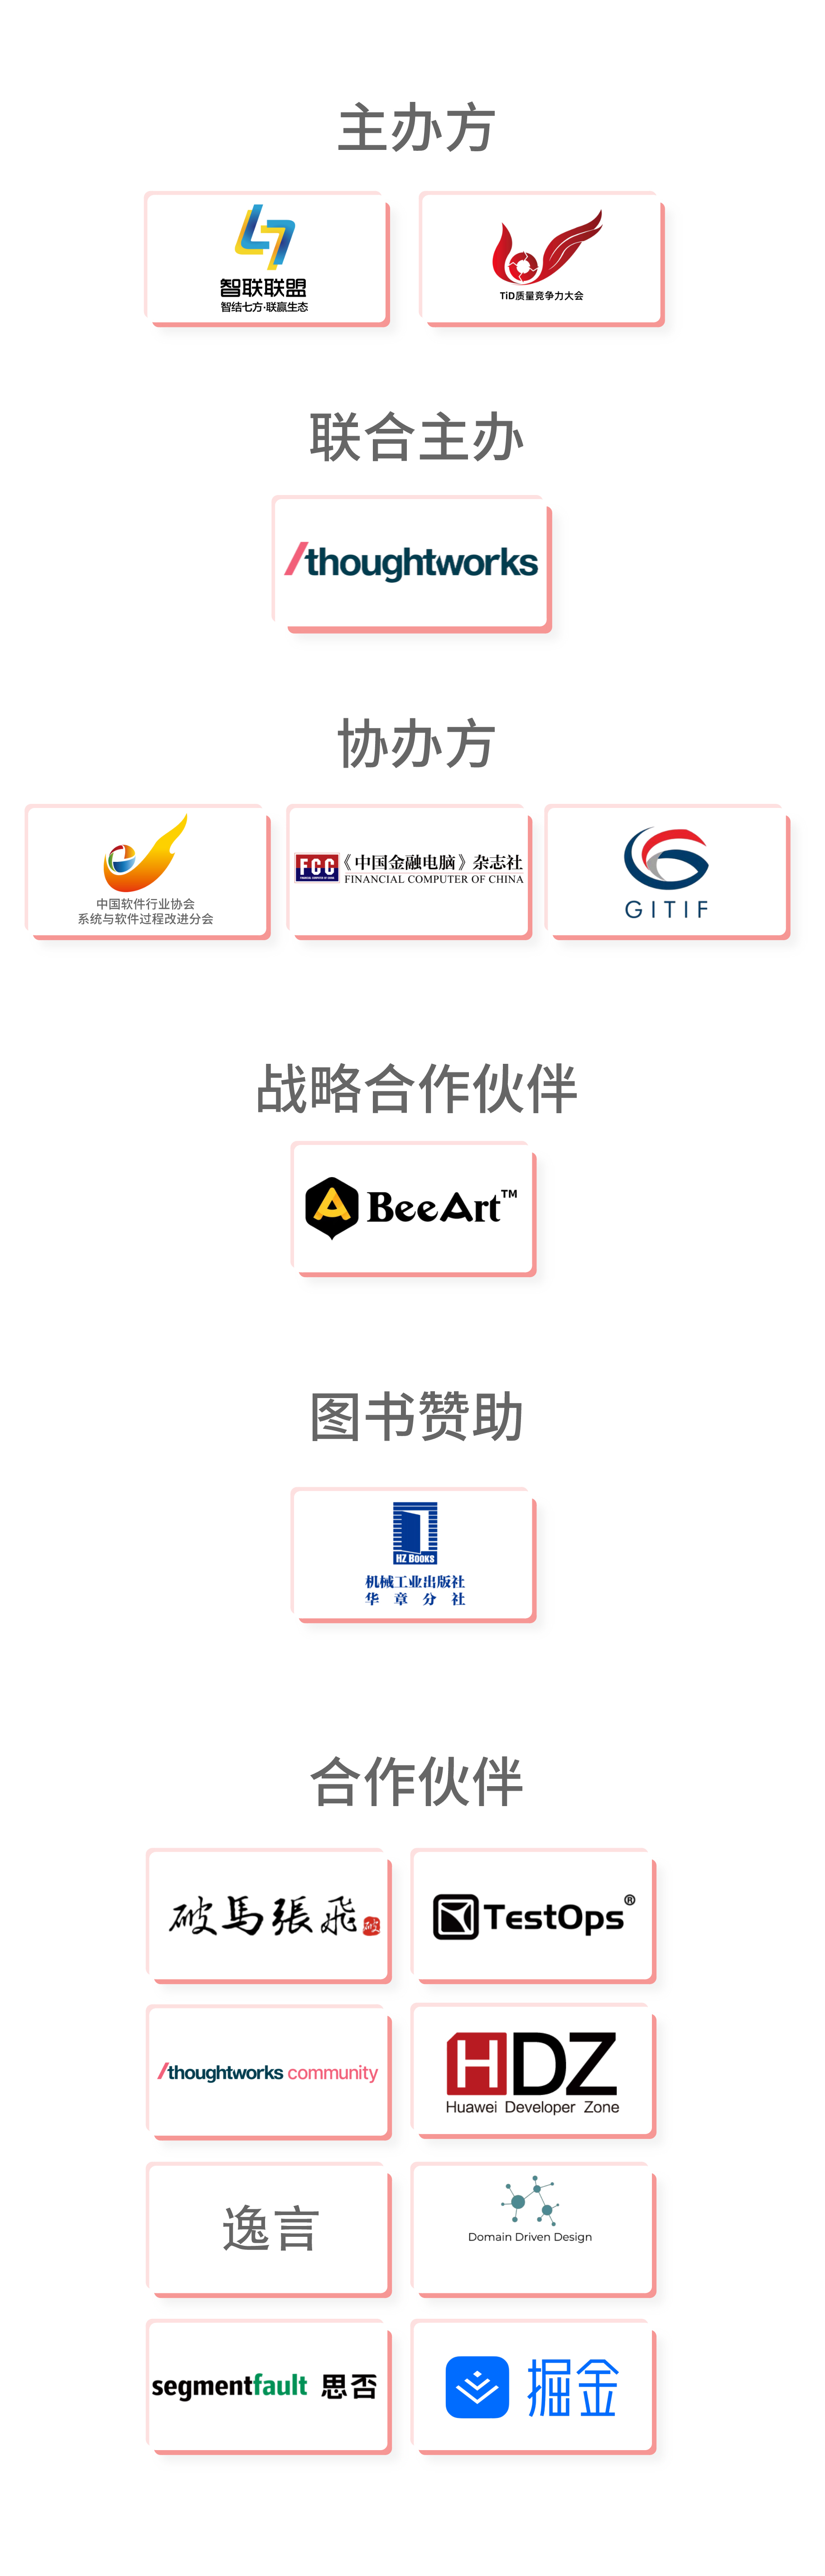 主办方
智联联盟
智结七方·联赢生态
TiD质量竞争力大会
联合主办
/thoughtworks
协办方
中国软件行业协会
系统与软件过程改进分会
FCC
FINANCIAL COMPUTER OF CHINA
《中国金融电脑》杂志社
FINANCIAL COMPUTER OF CHINA
GITIF
战略合作伙伴
BeeArt™
图书赞助
HZ BOOKS
机械工业出版社
华章分社
合作伙伴
破馬張飛
TestOps®
/thoughtworks community
HDZ
Huawei Developer Zone
逸言
Domain Driven Design
segmentfault 思否
掘金